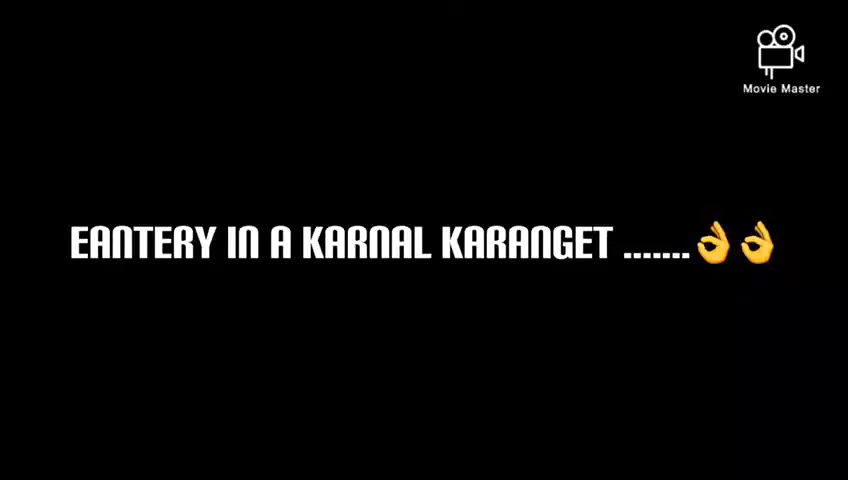 Movie Master
EANTERY IN A KARNAL KARANGET .......👌👌